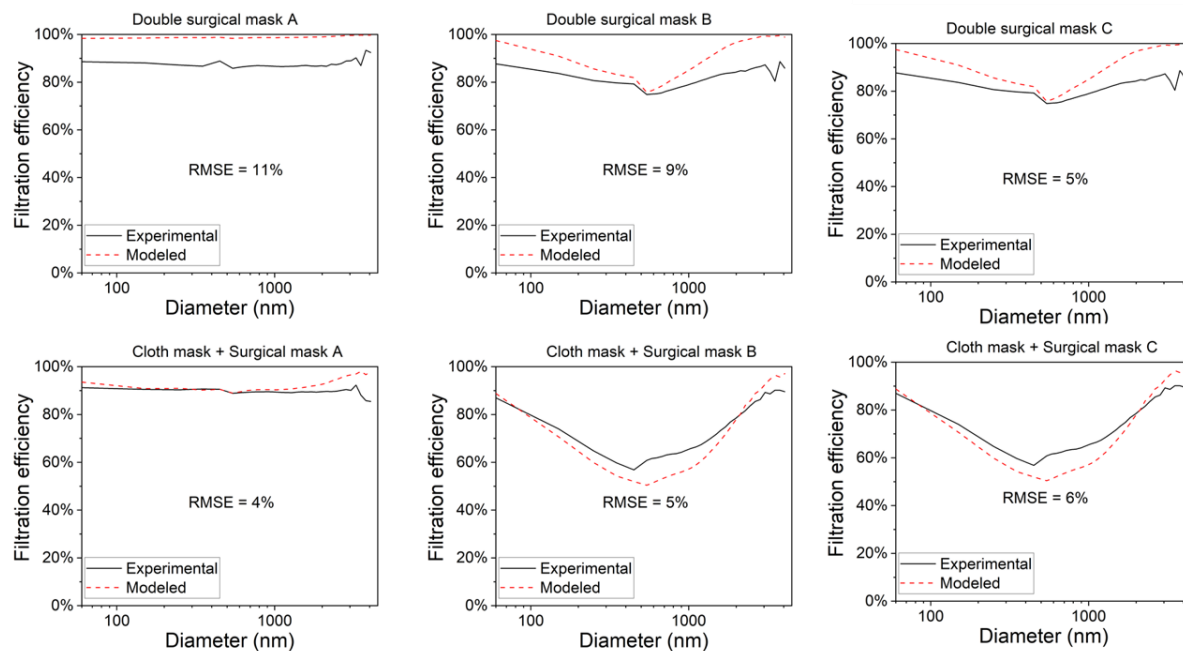 Double surgical mask A
Filtration efficiency
100%
80%
60%
40%
20%
0%
RMSE = 11%
Experimental
Modeled
100
1000
Diameter (nm)
Double surgical mask B
Filtration efficiency
100%
80%
60%
40%
20%
0%
RMSE = 9%
Experimental
Modeled
100
1000
Diameter (nm)
Double surgical mask C
Filtration efficiency
100%
80%
60%
40%
20%
0%
RMSE = 5%
Experimental
Modeled
100
1000
Diameter (nm)
Cloth mask + Surgical mask A
Filtration efficiency
100%
80%
60%
40%
20%
0%
RMSE = 4%
Experimental
Modeled
100
1000
Diameter (nm)
Cloth mask + Surgical mask B
Filtration efficiency
100%
80%
60%
40%
20%
0%
RMSE = 5%
Experimental
Modeled
100
1000
Diameter (nm)
Cloth mask + Surgical mask C
Filtration efficiency
100%
80%
60%
40%
20%
0%
RMSE = 6%
Experimental
Modeled
100
1000
Diameter (nm)